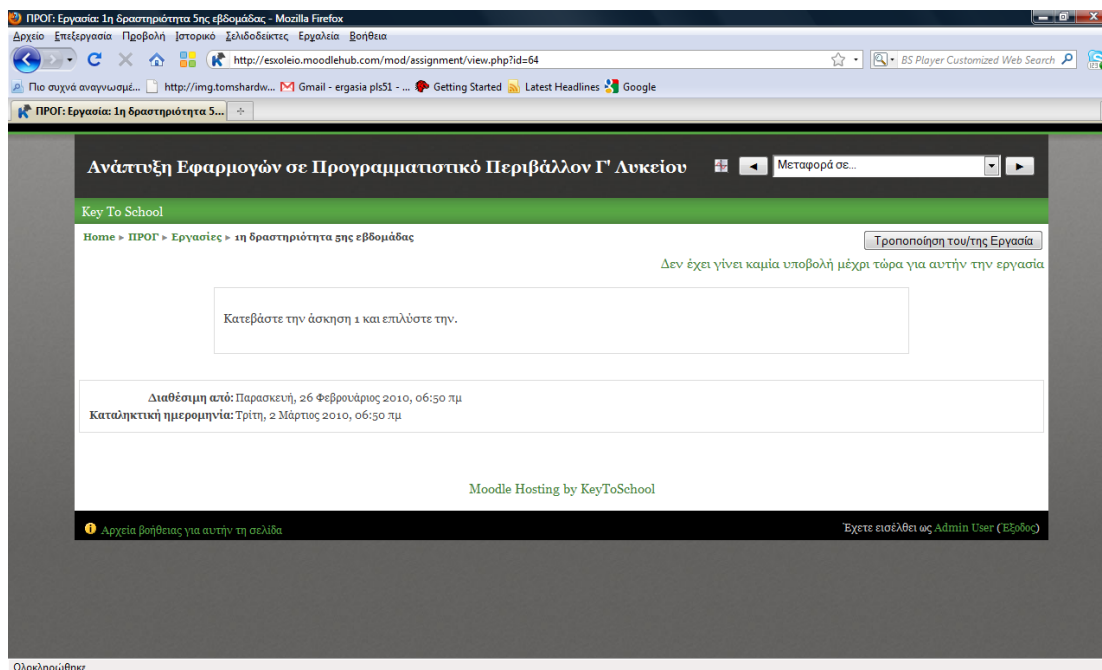 ΠΡΟΓ: Εργασία: 1η δραστηριότητα 5ης εβδομάδας - Mozilla Firefox
Αρχείο Επεξεργασία Προβολή Ιστορικό Σελιδοδείκτες Εργαλεία Βοήθεια
http://esxoleio.moodlehub.com/mod/assignment/view.php?id=64 BS Player Customized Web Search
Πιο συχνά αναγνωσμέ... http://img.tomshardw... Gmail - ergasia pls51 - ... Getting Started Latest Headlines Google
ΠΡΟΓ: Εργασία: 1η δραστηριότητα 5...
Ανάπτυξη Εφαρμογών σε Προγραμματιστικό Περιβάλλον Γ' Λυκείου Μεταφορά σε...
Key To School
Home ► ΠΡΟΓ ► Εργασίες ► 1η δραστηριότητα 5ης εβδομάδας Τροποποίηση του/της Εργασία
Δεν έχει γίνει καμία υποβολή μέχρι τώρα για αυτήν την εργασία
Κατεβάστε την άσκηση 1 και επιλύστε την.
Διαθέσιμη από: Παρασκευή, 26 Φεβρουάριος 2010, 06:50 πμ
Καταληκτική ημερομηνία: Τρίτη, 2 Μάρτιος 2010, 06:50 πμ
Moodle Hosting by KeyToSchool
Αρχεία βοήθειας για αυτήν τη σελίδα Έχετε εισέλθει ως Admin User (Έξοδος)
Ολοκληρώθηκε